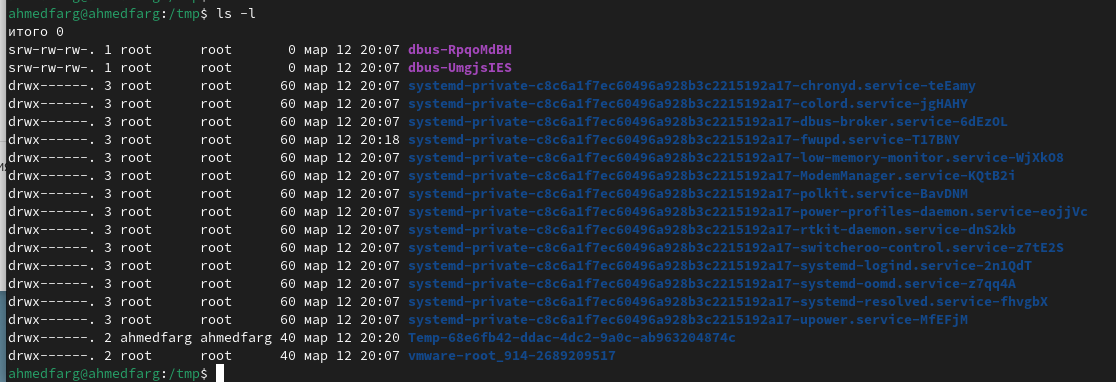 ahmedfarg@ahmedfarg:/tmp$ ls -l
итого 0
srw-rw-rw-. 1 root root 0 мар 12 20:07 dbus-RpqoMdBH
srw-rw-rw-. 1 root root 0 мар 12 20:07 dbus-UmgjsIES
drwx------. 3 root root 60 мар 12 20:07 systemd-private-c8c6a1f7ec60496a928b3c2215192a17-chronyd.service-teEamy
drwx------. 3 root root 60 мар 12 20:07 systemd-private-c8c6a1f7ec60496a928b3c2215192a17-colord.service-jgHAHY
drwx------. 3 root root 60 мар 12 20:07 systemd-private-c8c6a1f7ec60496a928b3c2215192a17-dbus-broker.service-6dEzOL
drwx------. 3 root root 60 мар 12 20:18 systemd-private-c8c6a1f7ec60496a928b3c2215192a17-fwupd.service-T17BNY
drwx------. 3 root root 60 мар 12 20:07 systemd-private-c8c6a1f7ec60496a928b3c2215192a17-low-memory-monitor.service-WjXkO8
drwx------. 3 root root 60 мар 12 20:07 systemd-private-c8c6a1f7ec60496a928b3c2215192a17-ModemManager.service-KQtB2i
drwx------. 3 root root 60 мар 12 20:07 systemd-private-c8c6a1f7ec60496a928b3c2215192a17-polkit.service-BavDNM
drwx------. 3 root root 60 мар 12 20:07 systemd-private-c8c6a1f7ec60496a928b3c2215192a17-power-profiles-daemon.service-eojjVc
drwx------. 3 root root 60 мар 12 20:07 systemd-private-c8c6a1f7ec60496a928b3c2215192a17-rtkit-daemon.service-dnS2kb
drwx------. 3 root root 60 мар 12 20:07 systemd-private-c8c6a1f7ec60496a928b3c2215192a17-switcheroo-control.service-z7tE2S
drwx------. 3 root root 60 мар 12 20:07 systemd-private-c8c6a1f7ec60496a928b3c2215192a17-systemd-logind.service-2n1QdT
drwx------. 3 root root 60 мар 12 20:07 systemd-private-c8c6a1f7ec60496a928b3c2215192a17-systemd-oomd.service-z7qq4A
drwx------. 3 root root 60 мар 12 20:07 systemd-private-c8c6a1f7ec60496a928b3c2215192a17-systemd-resolved.service-fhvgbX
drwx------. 3 root root 60 мар 12 20:07 systemd-private-c8c6a1f7ec60496a928b3c2215192a17-upower.service-MfEFjM
drwx------. 2 ahmedfarg ahmedfarg 40 мар 12 20:20 Temp-68e6fb42-ddac-4dc2-9a0c-ab963204874c
drwx------. 2 root root 40 мар 12 20:07 vmware-root_914-2689209517
ahmedfarg@ahmedfarg:/tmp$